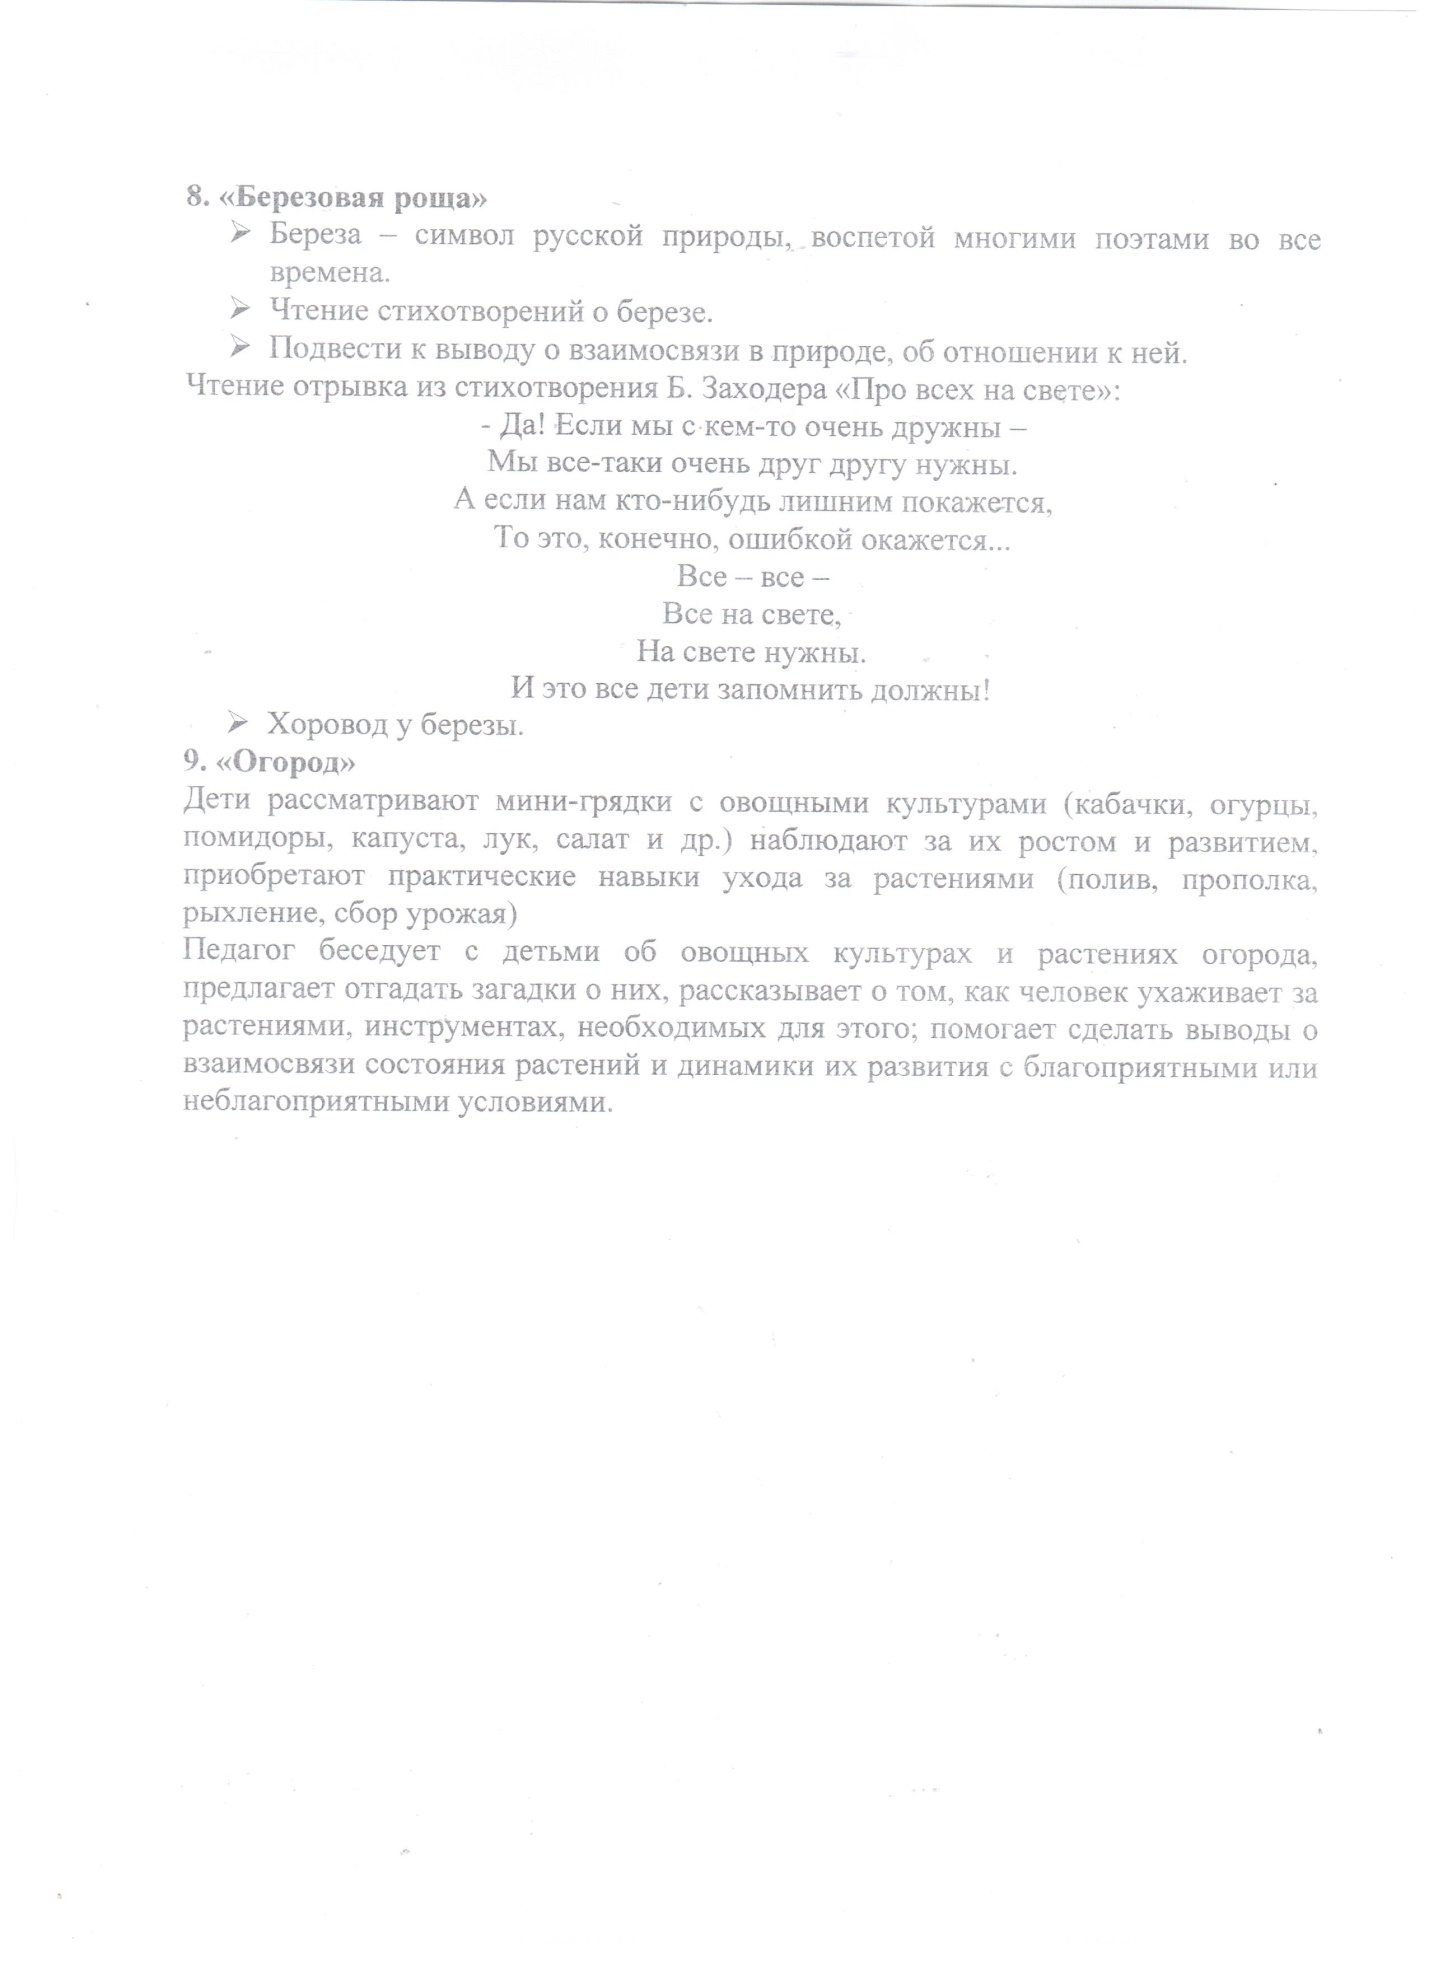 8. «Березовая роща»
➢ Береза – символ русской природы, воспетой многими поэтами во все
времена.
➢ Чтение стихотворений о березе.
➢ Подвести к выводу о взаимосвязи в природе, об отношении к ней.
Чтение отрывка из стихотворения Б. Заходера «Про всех на свете»:
- Да! Если мы с кем-то очень дружны –
Мы все-таки очень друг другу нужны.
А если нам кто-нибудь лишним покажется,
То это, конечно, ошибкой окажется...
Все – все –
Все на свете,
На свете нужны.
И это все дети запомнить должны!
➢ Хоровод у березы.
9. «Огород»
Дети рассматривают мини-грядки с овощными культурами (кабачки, огурцы,
помидоры, капуста, лук, салат и др.) наблюдают за их ростом и развитием,
приобретают практические навыки ухода за растениями (полив, прополка,
рыхление, сбор урожая)
Педагог беседует с детьми об овощных культурах и растениях огорода,
предлагает отгадать загадки о них, рассказывает о том, как человек ухаживает за
растениями, инструментах, необходимых для этого; помогает сделать выводы о
взаимосвязи состояния растений и динамики их развития с благоприятными или
неблагоприятными условиями.